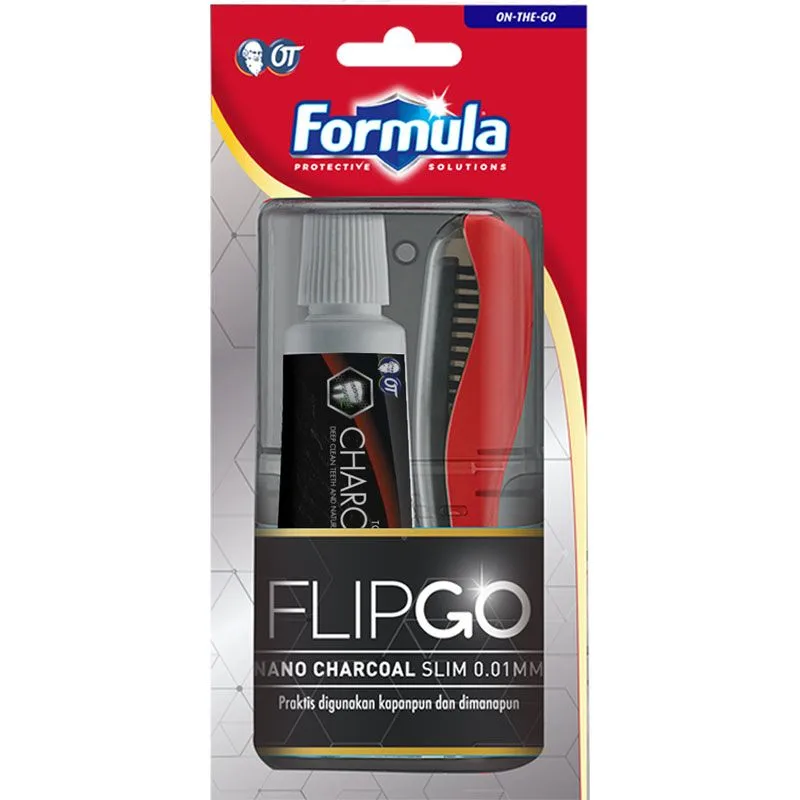 ON-THE-GO
OT
Formula
PROTECTIVE SOLUTIONS
OT
CHARC
DEEP CLEAN TEETH AND NATUR
FLIPGO
NANO CHARCOAL SLIM 0.01MM
Praktis digunakan kapanpun dan dimanapun